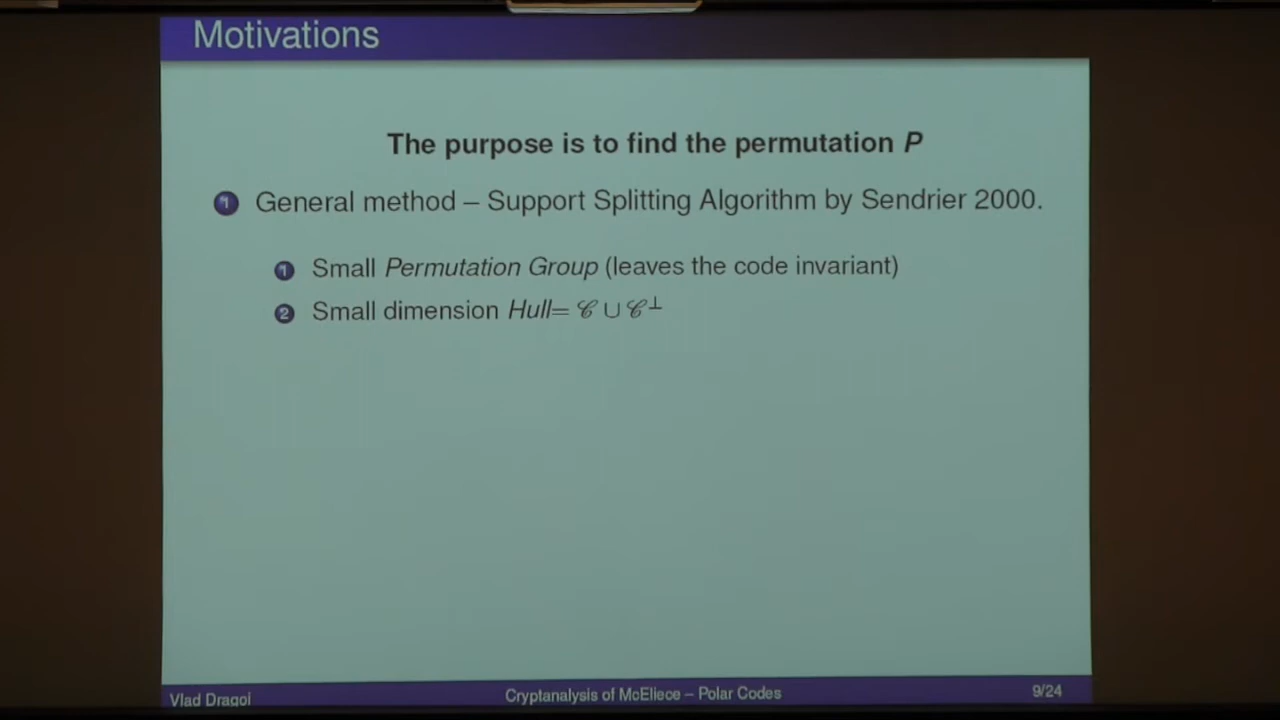 Motivations
The purpose is to find the permutation P
1 General method – Support Splitting Algorithm by Sendrier 2000.
1 Small Permutation Group (leaves the code invariant)
2 Small dimension Hull= 𝒞 ∪ 𝒞⊥
Vlad Dragoi Cryptanalysis of McEliece – Polar Codes 9/24